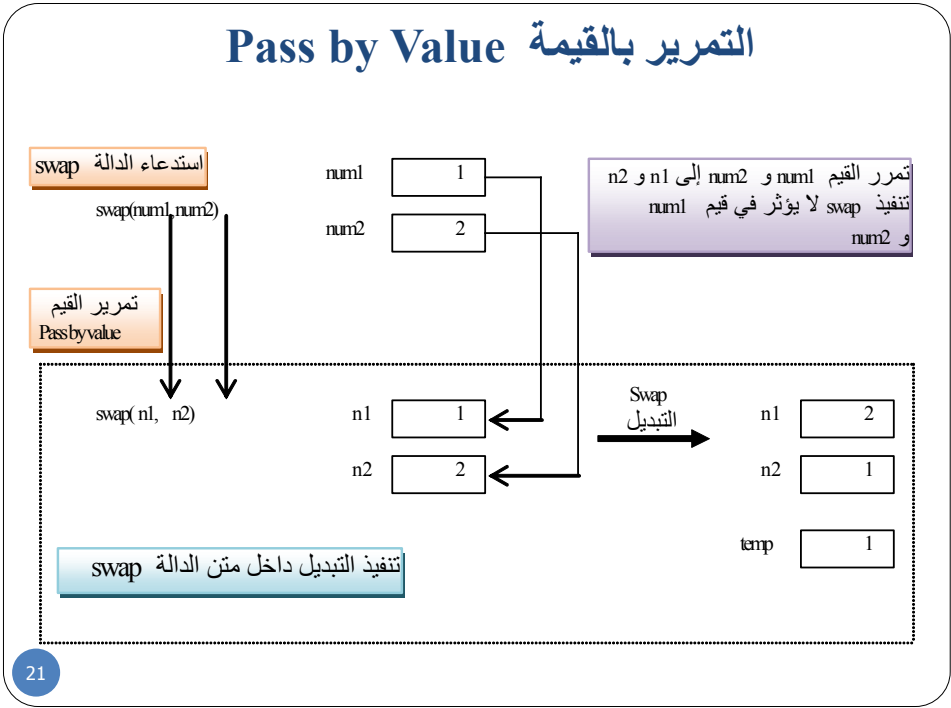 التمرير بالقيمة Pass by Value
استدعاء الدالة swap
swap(num1, num2)
num1 1
num2 2
تمرر القيم num1 و num2 إلى n1 و n2
تنفيذ swap لا يؤثر في قيم num1
و num2
تمرير القيم
Pass by value
swap( n1, n2)
n1 1
n2 2
Swap
التبديل
n1 2
n2 1
temp 1
تنفيذ التبديل داخل متن الدالة swap
21